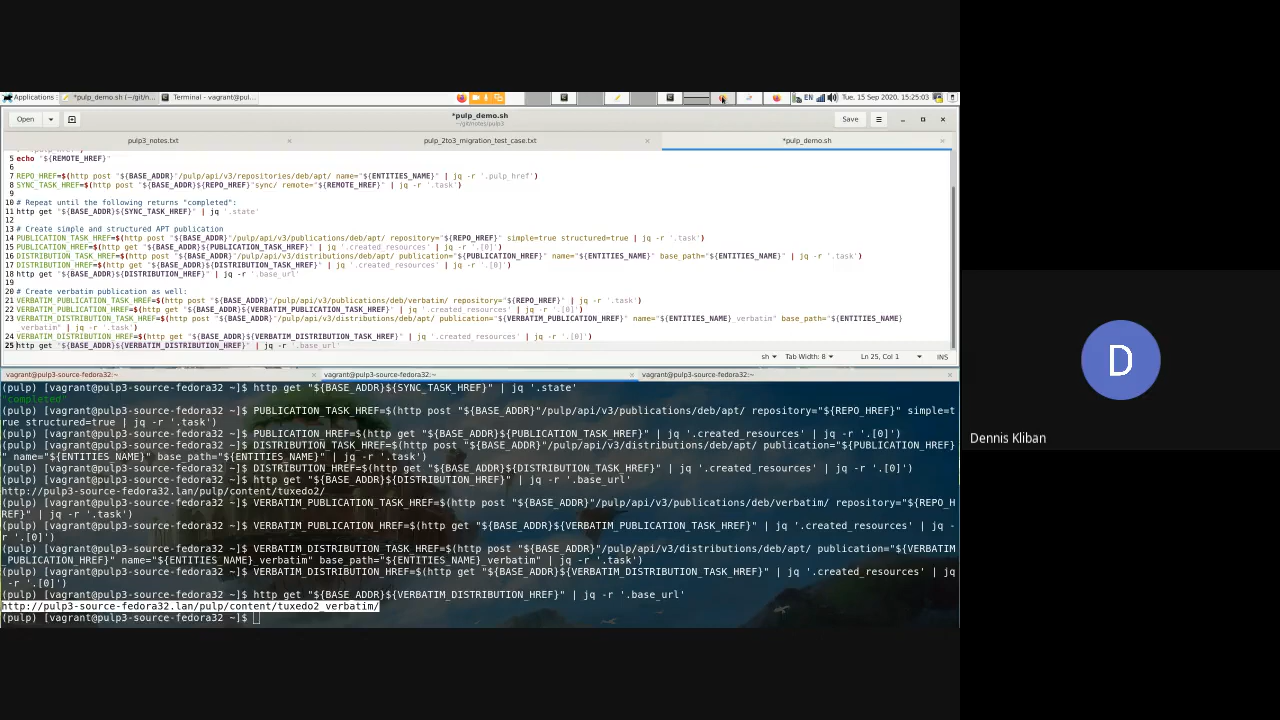 Applications
*pulp_demo.sh (~/git/n...
Terminal - vagrant@pul...
EN
Tue, 15 Sep 2020, 15:25:03
Open
*pulp_demo.sh
~/git/notes/pulp3
Save
pulp3_notes.txt
pulp_2to3_migration_test_case.txt
*pulp_demo.sh
5 echo "${REMOTE_HREF}"
6
7 REPO_HREF=$(http post "${BASE_ADDR}"/pulp/api/v3/repositories/deb/apt/ name="${ENTITIES_NAME}" | jq -r '.pulp_href')
8 SYNC_TASK_HREF=$(http post "${BASE_ADDR}${REPO_HREF}"sync/ remote="${REMOTE_HREF}" | jq -r '.task')
9
10 # Repeat until the following returns "completed":
11 http get "${BASE_ADDR}${SYNC_TASK_HREF}" | jq '.state'
12
13 # Create simple and structured APT publication
14 PUBLICATION_TASK_HREF=$(http post "${BASE_ADDR}"/pulp/api/v3/publications/deb/apt/ repository="${REPO_HREF}" simple=true structured=true | jq -r '.task')
15 PUBLICATION_HREF=$(http get "${BASE_ADDR}${PUBLICATION_TASK_HREF}" | jq '.created_resources' | jq -r '.[0]')
16 DISTRIBUTION_TASK_HREF=$(http post "${BASE_ADDR}"/pulp/api/v3/distributions/deb/apt/ publication="${PUBLICATION_HREF}" name="${ENTITIES_NAME}" base_path="${ENTITIES_NAME}" | jq -r '.task')
17 DISTRIBUTION_HREF=$(http get "${BASE_ADDR}${DISTRIBUTION_TASK_HREF}" | jq '.created_resources' | jq -r '.[0]')
18 http get "${BASE_ADDR}${DISTRIBUTION_HREF}" | jq -r '.base_url'
19
20 # Create verbatim publication as well:
21 VERBATIM_PUBLICATION_TASK_HREF=$(http post "${BASE_ADDR}"/pulp/api/v3/publications/deb/verbatim/ repository="${REPO_HREF}" | jq -r '.task')
22 VERBATIM_PUBLICATION_HREF=$(http get "${BASE_ADDR}${VERBATIM_PUBLICATION_TASK_HREF}" | jq '.created_resources' | jq -r '.[0]')
23 VERBATIM_DISTRIBUTION_TASK_HREF=$(http post "${BASE_ADDR}"/pulp/api/v3/distributions/deb/apt/ publication="${VERBATIM_PUBLICATION_HREF}" name="${ENTITIES_NAME}_verbatim" base_path="${ENTITIES_NAME}
_verbatim" | jq -r '.task')
24 VERBATIM_DISTRIBUTION_HREF=$(http get "${BASE_ADDR}${VERBATIM_DISTRIBUTION_TASK_HREF}" | jq '.created_resources' | jq -r '.[0]')
25 http get "${BASE_ADDR}${VERBATIM_DISTRIBUTION_HREF}" | jq -r '.base_url'
sh
Tab Width: 8
Ln 25, Col 1
INS
vagrant@pulp3-source-fedora32:~
vagrant@pulp3-source-fedora32:~
vagrant@pulp3-source-fedora32:~
(pulp) [vagrant@pulp3-source-fedora32 ~]$ http get "${BASE_ADDR}${SYNC_TASK_HREF}" | jq '.state'
"completed"
(pulp) [vagrant@pulp3-source-fedora32 ~]$ PUBLICATION_TASK_HREF=$(http post "${BASE_ADDR}"/pulp/api/v3/publications/deb/apt/ repository="${REPO_HREF}" simple=t
rue structured=true | jq -r '.task')
(pulp) [vagrant@pulp3-source-fedora32 ~]$ PUBLICATION_HREF=$(http get "${BASE_ADDR}${PUBLICATION_TASK_HREF}" | jq '.created_resources' | jq -r '.[0]')
(pulp) [vagrant@pulp3-source-fedora32 ~]$ DISTRIBUTION_TASK_HREF=$(http post "${BASE_ADDR}"/pulp/api/v3/distributions/deb/apt/ publication="${PUBLICATION_HREF}
" name="${ENTITIES_NAME}" base_path="${ENTITIES_NAME}" | jq -r '.task')
(pulp) [vagrant@pulp3-source-fedora32 ~]$ DISTRIBUTION_HREF=$(http get "${BASE_ADDR}${DISTRIBUTION_TASK_HREF}" | jq '.created_resources' | jq -r '.[0]')
(pulp) [vagrant@pulp3-source-fedora32 ~]$ http get "${BASE_ADDR}${DISTRIBUTION_HREF}" | jq -r '.base_url'
http://pulp3-source-fedora32.lan/pulp/content/tuxedo2/
(pulp) [vagrant@pulp3-source-fedora32 ~]$ VERBATIM_PUBLICATION_TASK_HREF=$(http post "${BASE_ADDR}"/pulp/api/v3/publications/deb/verbatim/ repository="${REPO_H
REF}" | jq -r '.task')
(pulp) [vagrant@pulp3-source-fedora32 ~]$ VERBATIM_PUBLICATION_HREF=$(http get "${BASE_ADDR}${VERBATIM_PUBLICATION_TASK_HREF}" | jq '.created_resources' | jq -
r '.[0]')
(pulp) [vagrant@pulp3-source-fedora32 ~]$ VERBATIM_DISTRIBUTION_TASK_HREF=$(http post "${BASE_ADDR}"/pulp/api/v3/distributions/deb/apt/ publication="${VERBATIM
_PUBLICATION_HREF}" name="${ENTITIES_NAME}_verbatim" base_path="${ENTITIES_NAME}_verbatim" | jq -r '.task')
(pulp) [vagrant@pulp3-source-fedora32 ~]$ VERBATIM_DISTRIBUTION_HREF=$(http get "${BASE_ADDR}${VERBATIM_DISTRIBUTION_TASK_HREF}" | jq '.created_resources' | jq
 -r '.[0]')
(pulp) [vagrant@pulp3-source-fedora32 ~]$ http get "${BASE_ADDR}${VERBATIM_DISTRIBUTION_HREF}" | jq -r '.base_url'
http://pulp3-source-fedora32.lan/pulp/content/tuxedo2_verbatim/
(pulp) [vagrant@pulp3-source-fedora32 ~]$
D
Dennis Kliban